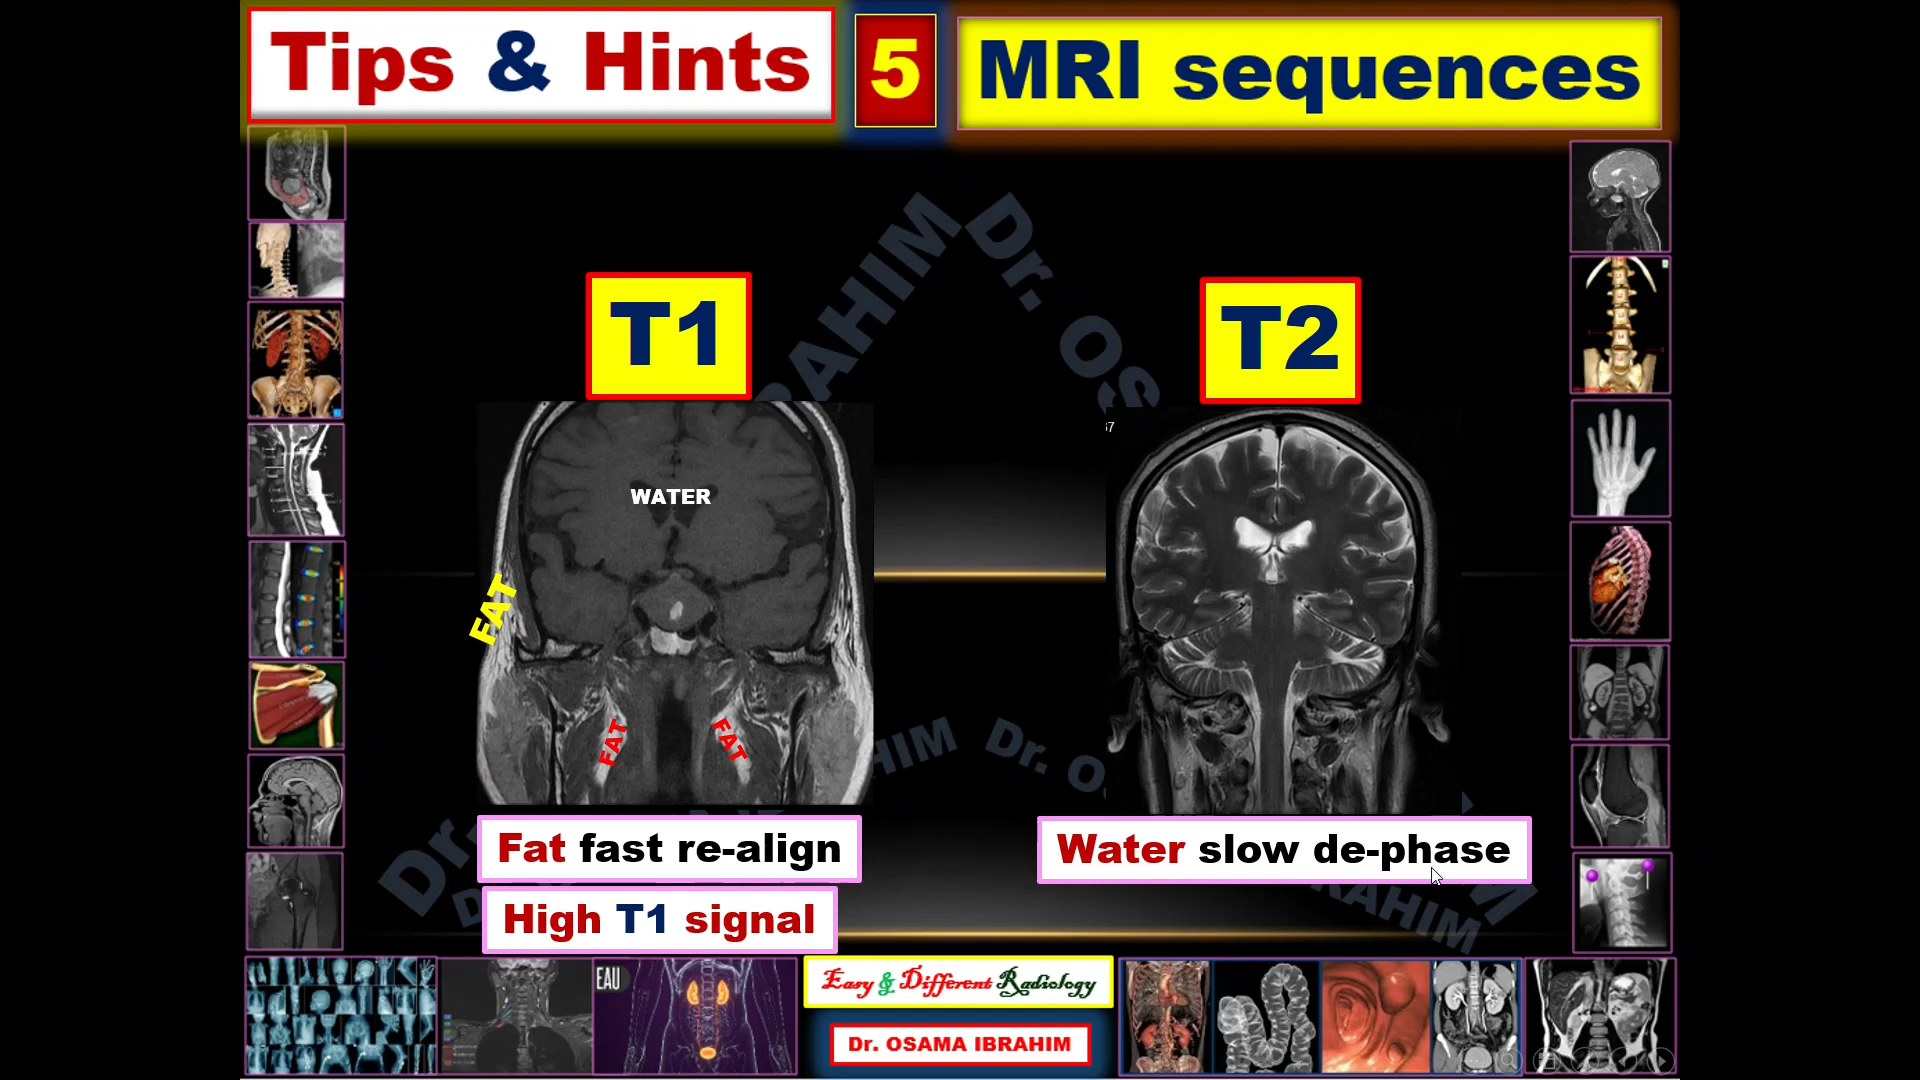 Tips & Hints
5
MRI sequences
T1
T2
67
WATER
FAT
FAT
FAT
Fat fast re-align
Water slow de-phase
High T1 signal
EAU
Easy & Different Radiology
Dr. OSAMA IBRAHIM